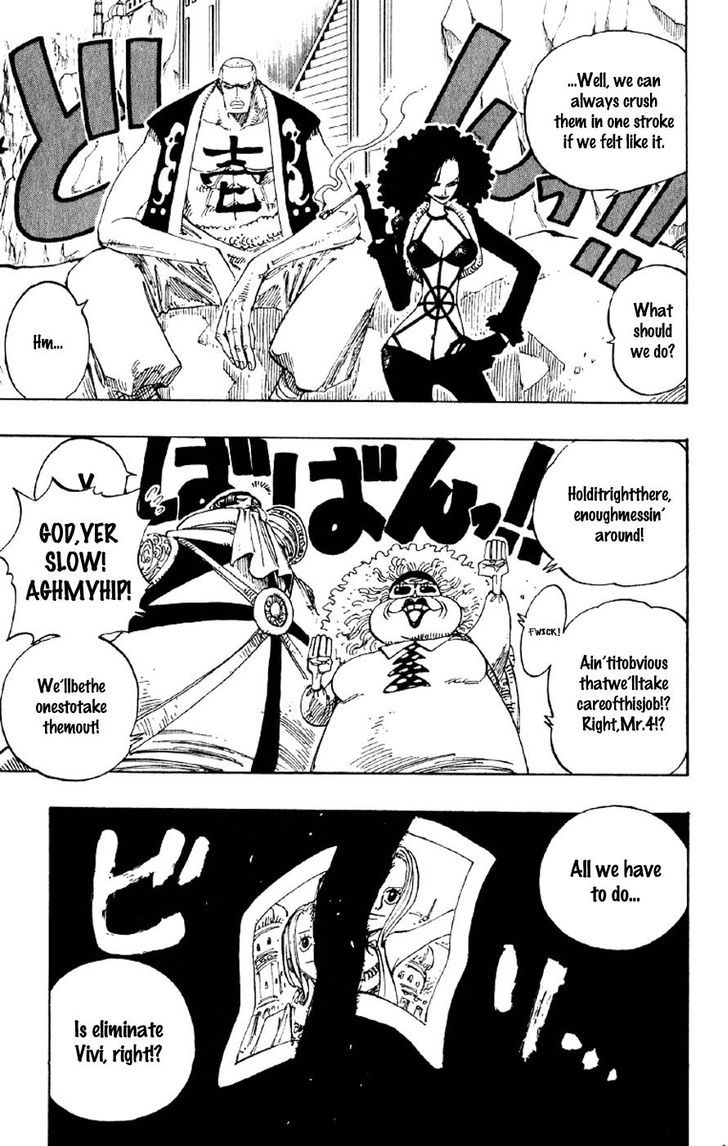 ...Well, we can
always crush
them in one stroke
if we felt like it.
ドンッ!!
壱
What
should
we do?
Hm...
Holditrightthere,
enoughmessin'
around!
ばばんっ!!
FWICK!
Ain'titobvious
thatwe'lltake
careofthisjob!?
Right,Mr.4!?
Y
GOD,YER
SLOW!
AGHMYHIP!
We'llbethe
onestotake
themout!
All we have
to do...
ビッ!!
Is eliminate
Vivi, right!?